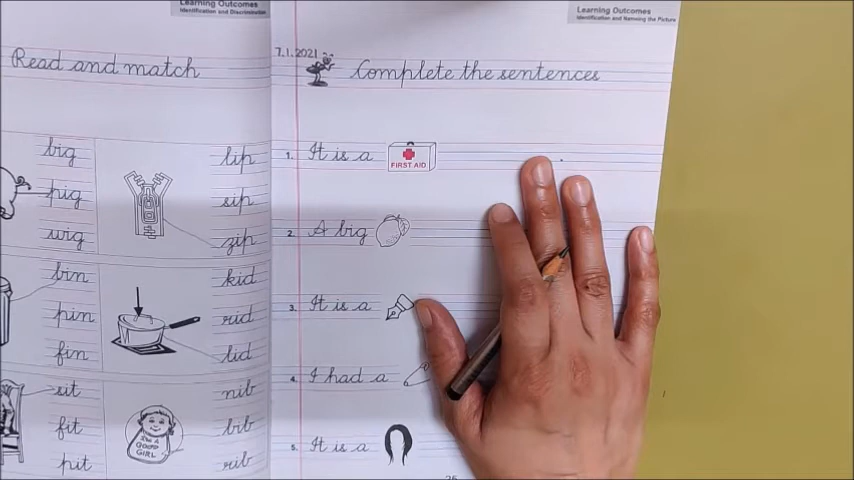 Learning Outcomes
Identification and Discrimination
Read and match
big
pig
wig
lip
sip
zip
bin
pin
fin
kid
rid
lid
sit
fit
pit
I'm a
GOOD
GIRL
nib
bib
rib
Learning Outcomes
Identification and Naming the Picture
7.1.2021
Complete the sentences
1. It is a
FIRST AID
2. A big
3. It is a
4. I had a
5. It is a